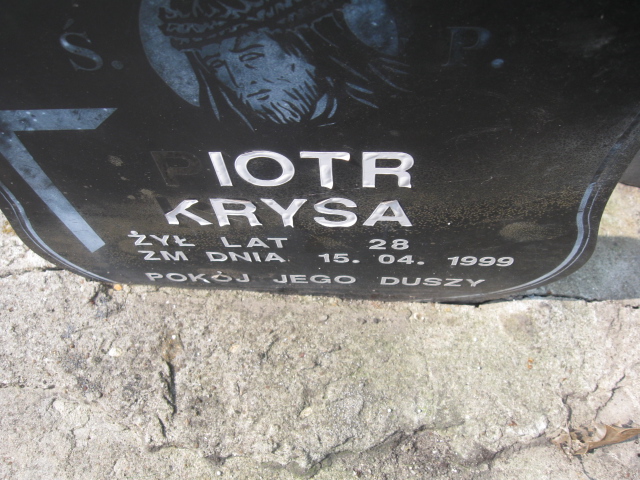 Ś. P.
PIOTR
KRYSA
ŻYŁ LAT 28
ZM DNIA 15. 04. 1999
POKÓJ JEGO DUSZY